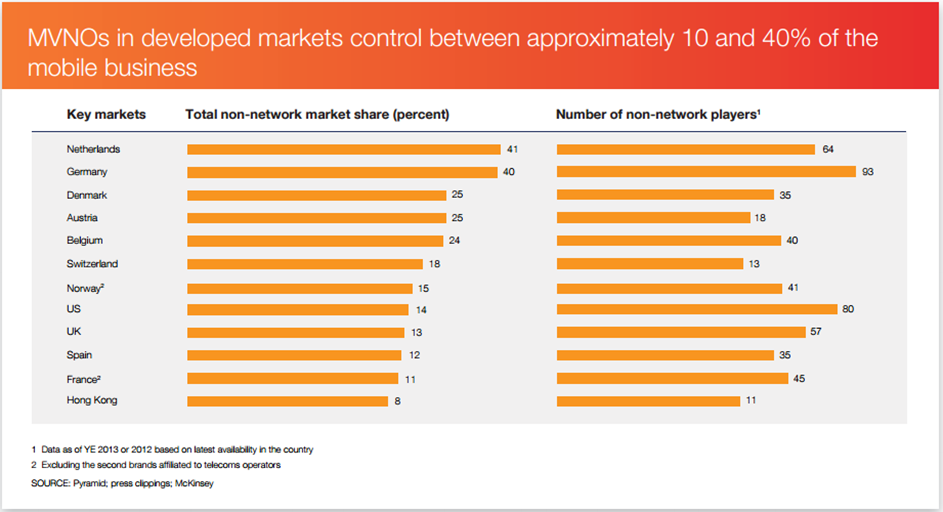 MVNOs in developed markets control between approximately 10 and 40% of the
mobile business
Key markets Total non-network market share (percent) Number of non-network players¹
Netherlands 41 64
Germany 40 93
Denmark 25 35
Austria 25 18
Belgium 24 40
Switzerland 18 13
Norway² 15 41
US 14 80
UK 13 57
Spain 12 35
France² 11 45
Hong Kong 8 11
1 Data as of YE 2013 or 2012 based on latest availability in the country
2 Excluding the second brands affiliated to telecoms operators
SOURCE: Pyramid; press clippings; McKinsey